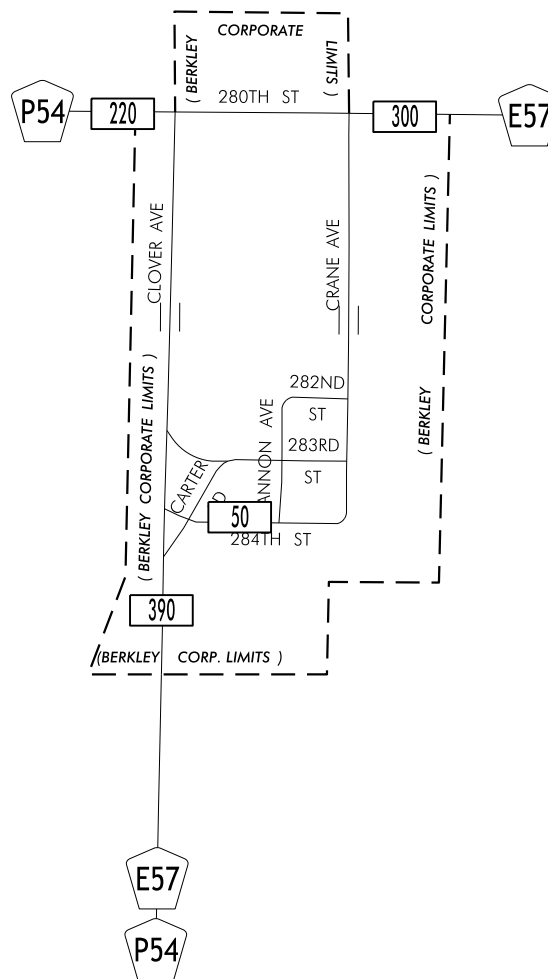 CORPORATE
( BERKLEY
LIMITS )
280TH ST
P54
220
300
E57
CLOVER AVE
CRANE AVE
CORPORATE LIMITS )
( BERKLEY
( BERKLEY CORPORATE LIMITS )
282ND
ST
283RD
ST
CARTER
50
284TH ST
390
(BERKLEY CORP. LIMITS )
E57
P54
AVE